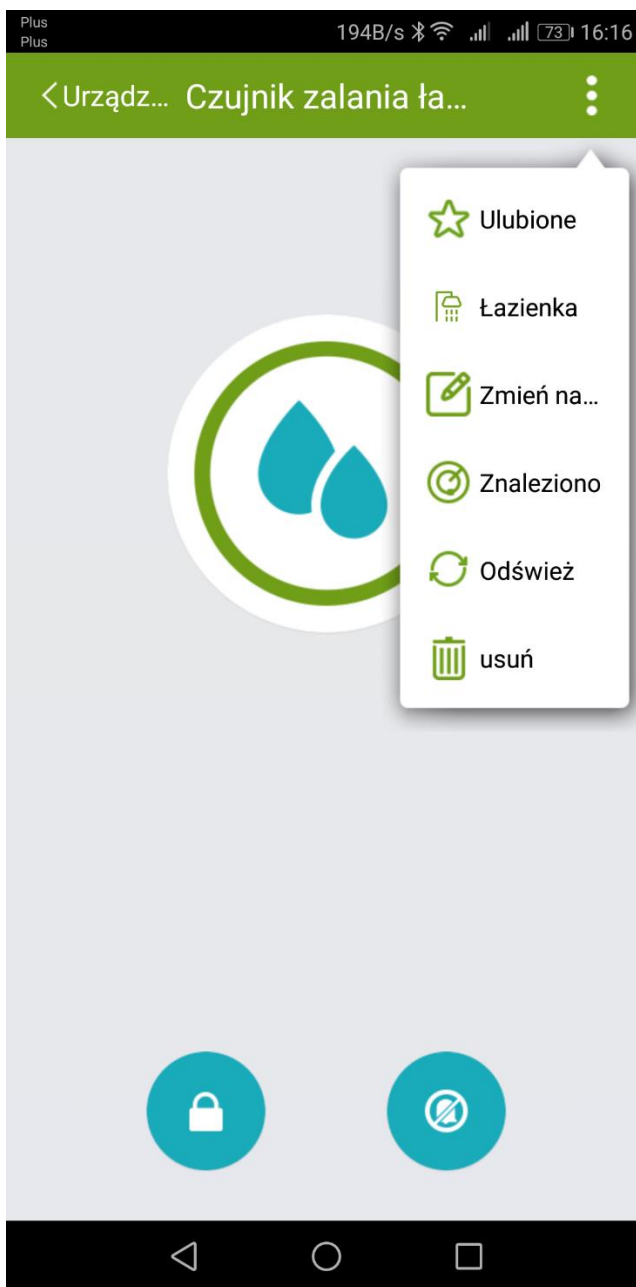 Plus
Plus
194B/s 73 16:16
Urządz... Czujnik zalania ła...
Ulubione
Łazienka
Zmień na...
Znaleziono
Odśwież
usuń